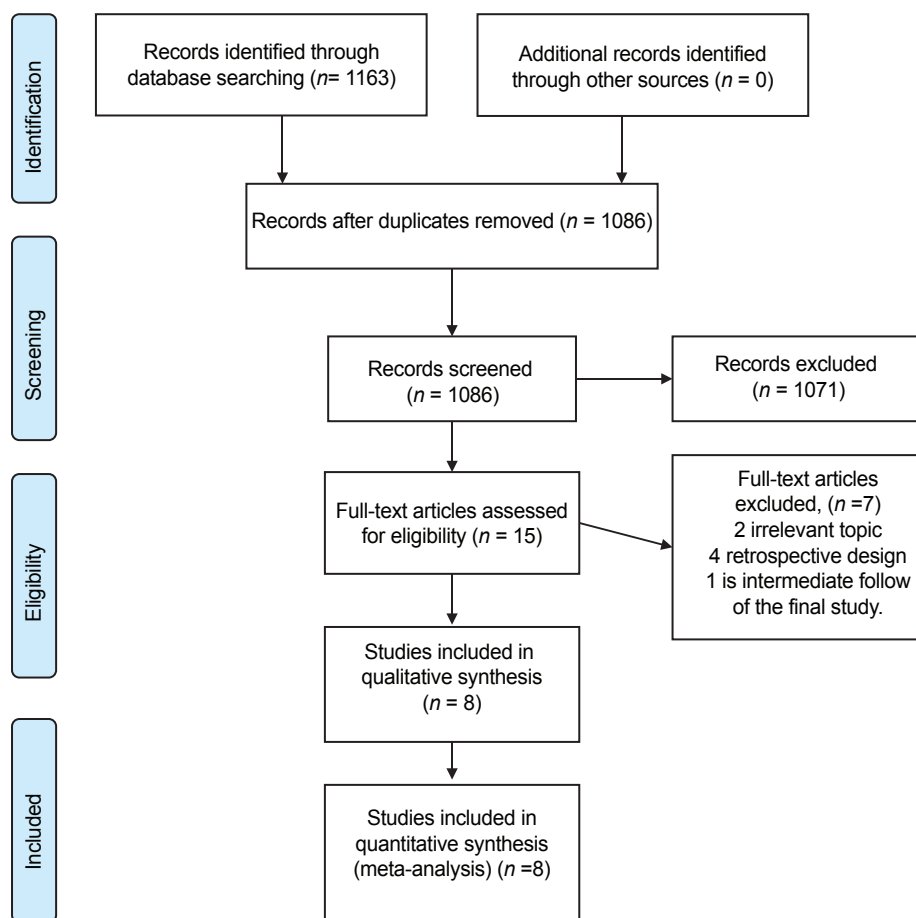 Identification
Records identified through
database searching (n= 1163)
Additional records identified
through other sources (n = 0)
Records after duplicates removed (n = 1086)
Screening
Records screened
(n = 1086)
Records excluded
(n = 1071)
Eligibility
Full-text articles assessed
for eligibility (n = 15)
Full-text articles
excluded, (n =7)
2 irrelevant topic
4 retrospective design
1 is intermediate follow
of the final study.
Studies included in
qualitative synthesis
(n = 8)
Included
Studies included in
quantitative synthesis
(meta-analysis) (n =8)